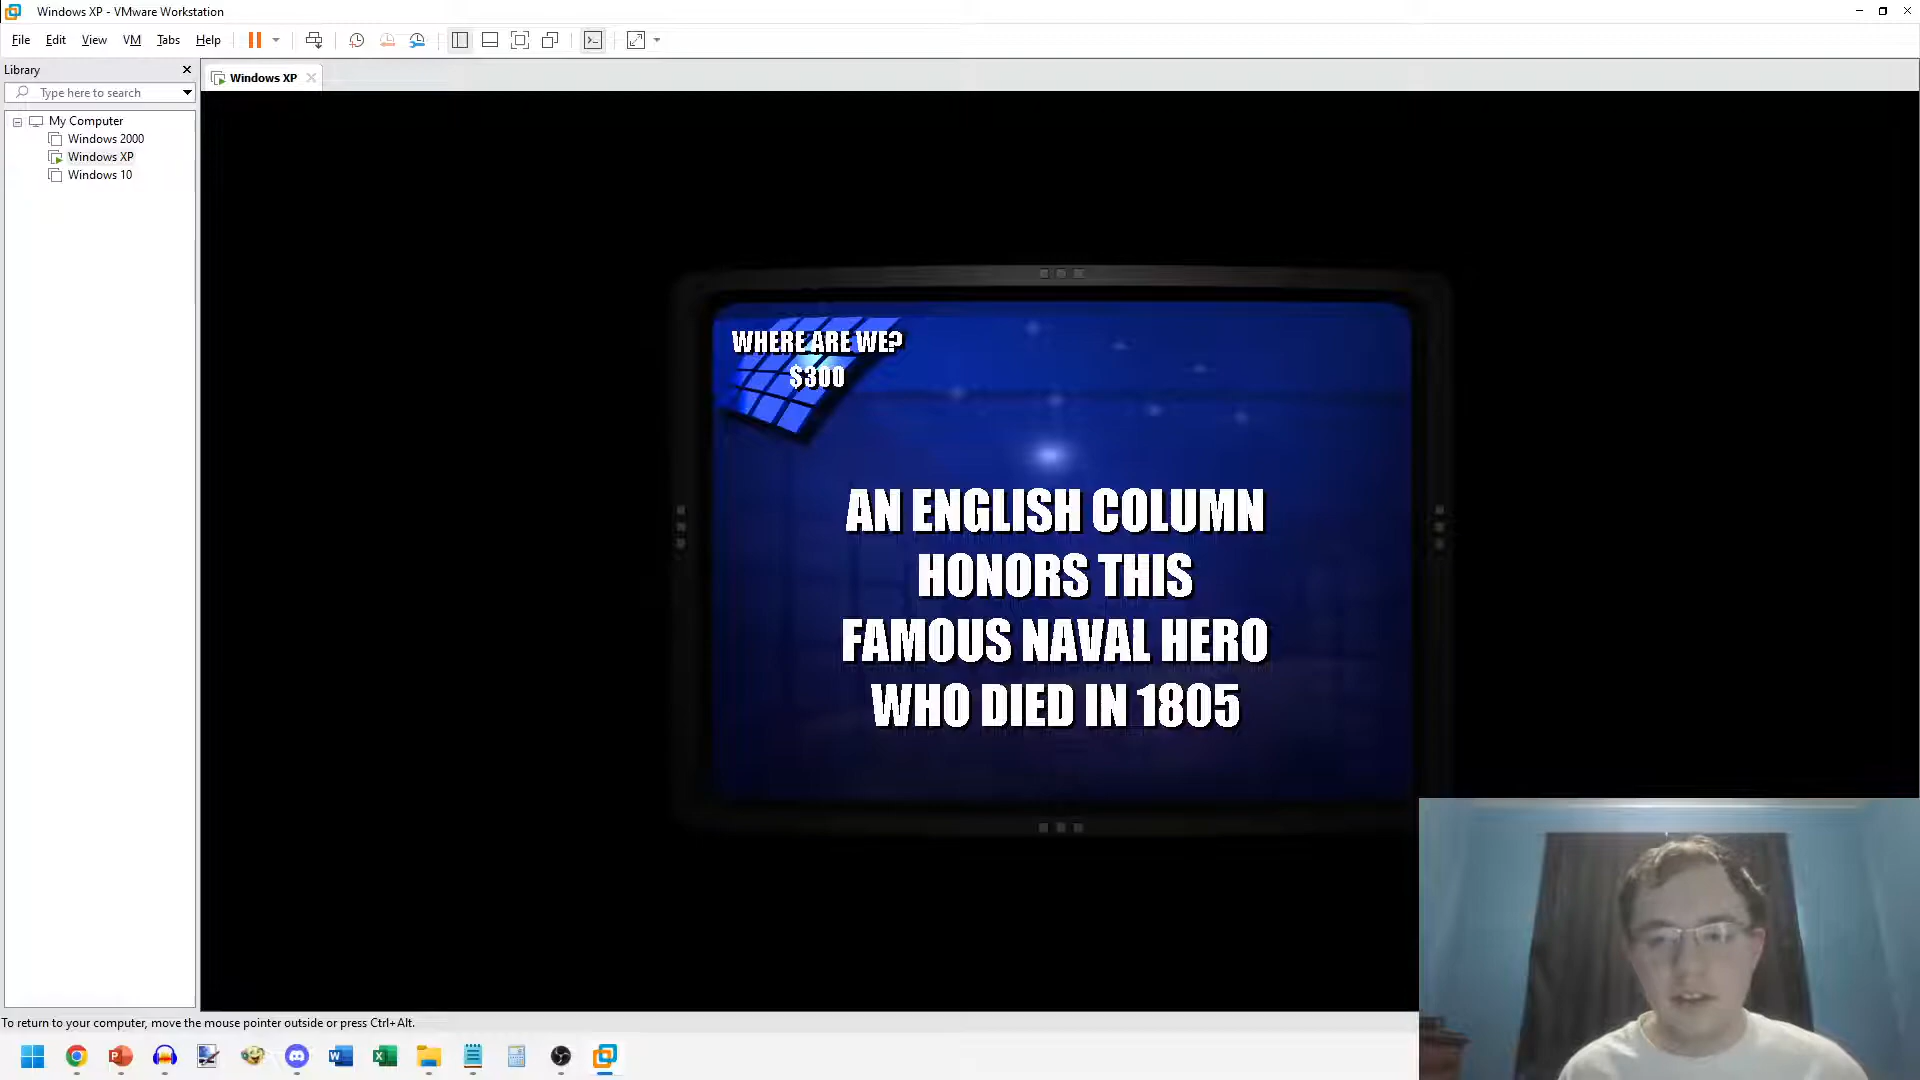 Windows XP - VMware Workstation
File Edit View VM Tabs Help
Library
Windows XP
Type here to search
My Computer
Windows 2000
Windows XP
Windows 10
WHERE ARE WE?
$300
AN ENGLISH COLUMN
HONORS THIS
FAMOUS NAVAL HERO
WHO DIED IN 1805
To return to your computer, move the mouse pointer outside or press Ctrl+Alt.